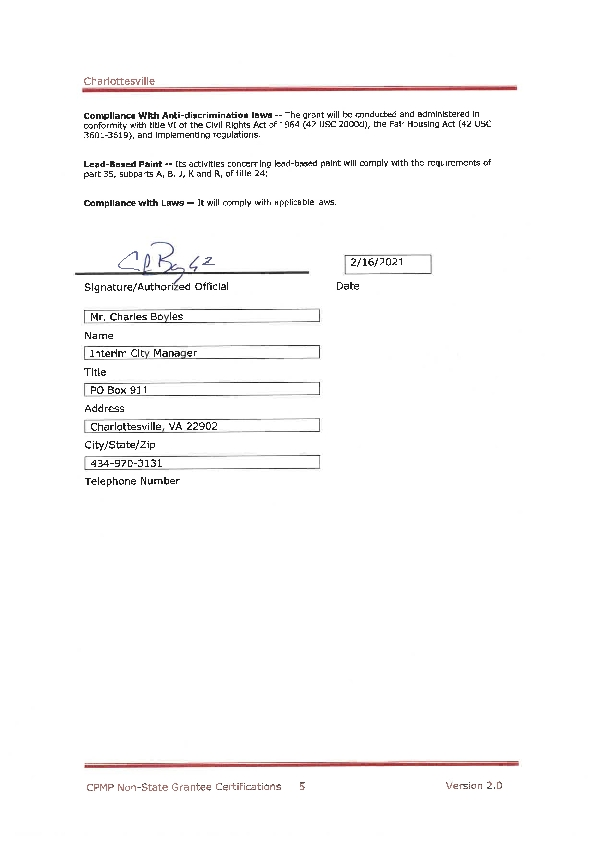 Charlottesville
Compliance With Anti-discrimination laws -- The grant will be conducted and administered in
conformity with title VI of the Civil Rights Act of 1964 (42 USC 2000d), the Fair Housing Act (42 USC
3601-3619), and implementing regulations.
Lead-Based Paint -- Its activities concerning lead-based paint will comply with the requirements of
part 35, subparts A, B, J, K and R, of title 24;
Compliance with Laws -- It will comply with applicable laws.
2/16/2021
Signature/Authorized Official Date
Mr. Charles Boyles
Name
Interim City Manager
Title
PO Box 911
Address
Charlottesville, VA 22902
City/State/Zip
434-970-3131
Telephone Number
CPMP Non-State Grantee Certifications 5 Version 2.0